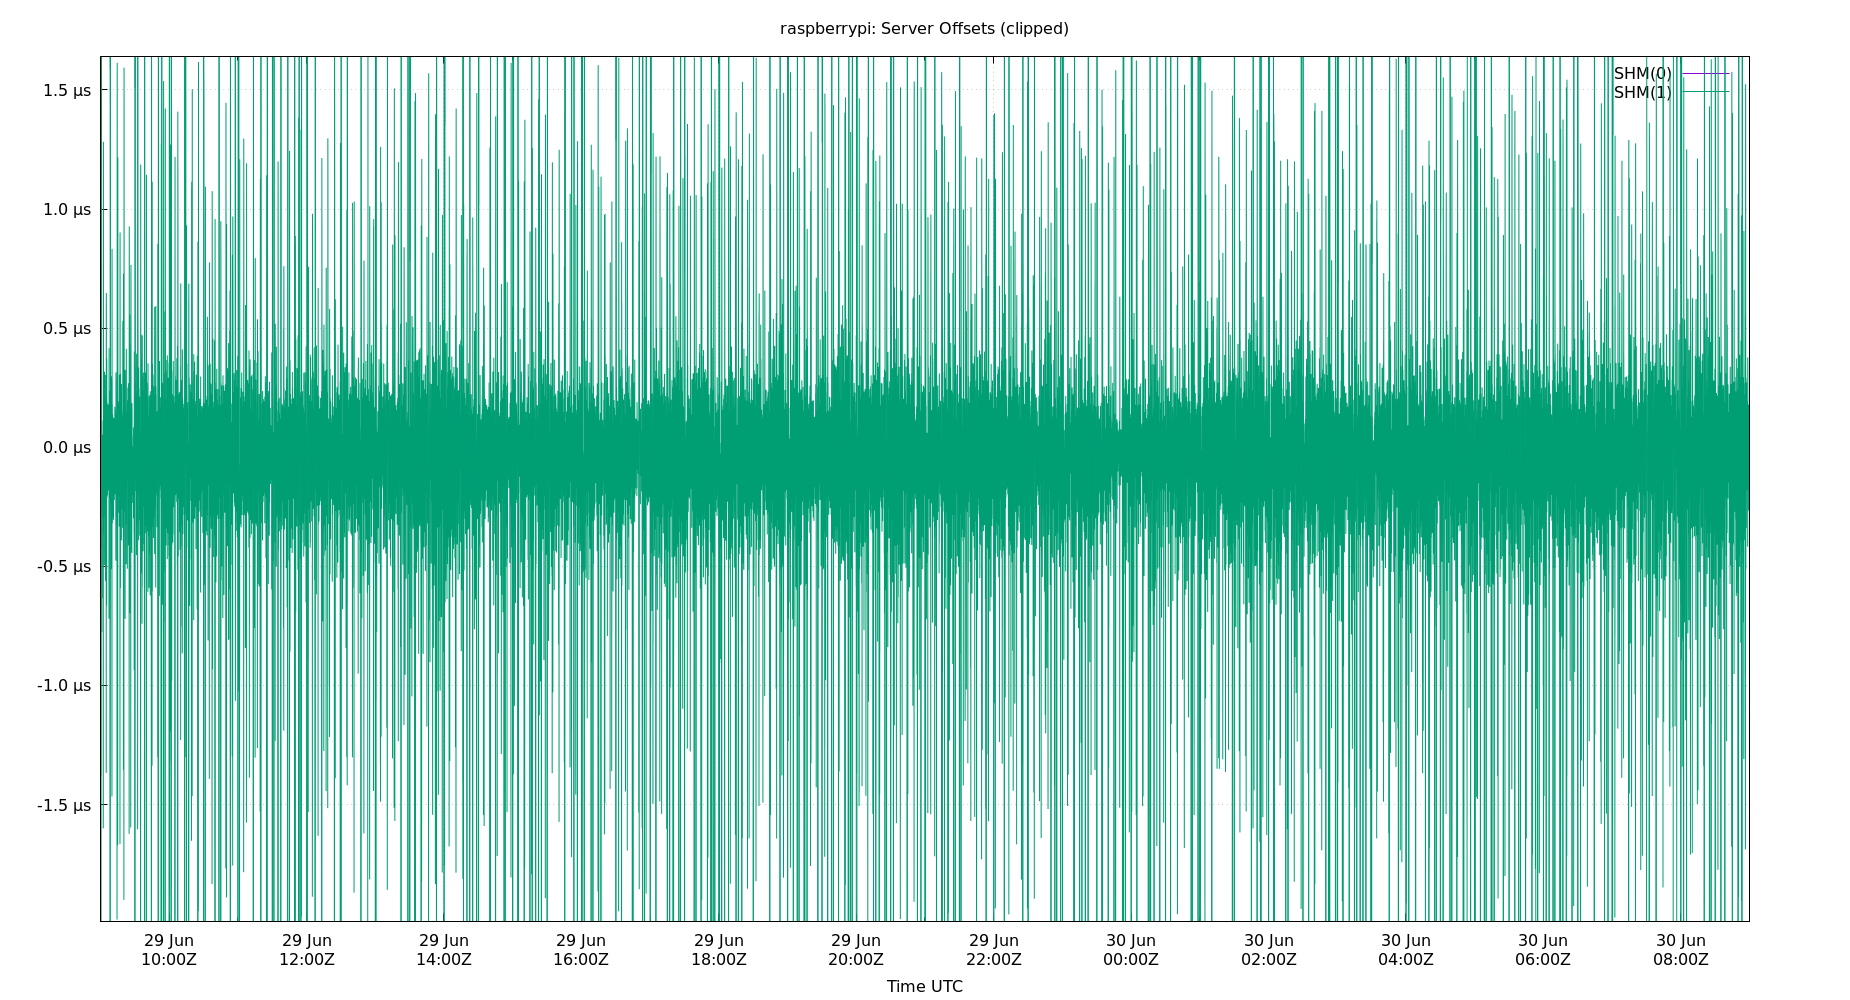 raspberrypi: Server Offsets (clipped)
SHM(0)
SHM(1)
1.5 µs
1.0 µs
0.5 µs
0.0 µs
-0.5 µs
-1.0 µs
-1.5 µs
29 Jun 29 Jun 29 Jun 29 Jun 29 Jun 29 Jun 29 Jun 30 Jun 30 Jun 30 Jun 30 Jun 30 Jun
10:00Z 12:00Z 14:00Z 16:00Z 18:00Z 20:00Z 22:00Z 00:00Z 02:00Z 04:00Z 06:00Z 08:00Z
Time UTC